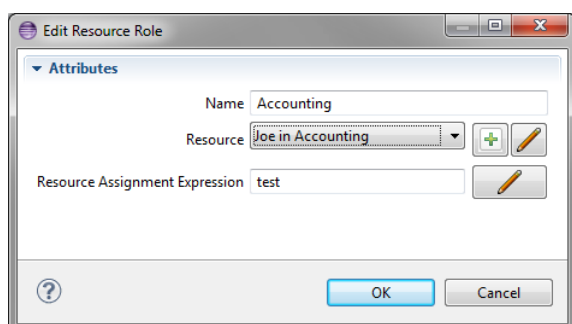 Edit Resource Role
Attributes
Name Accounting
Resource Joe in Accounting
Resource Assignment Expression test
OK Cancel